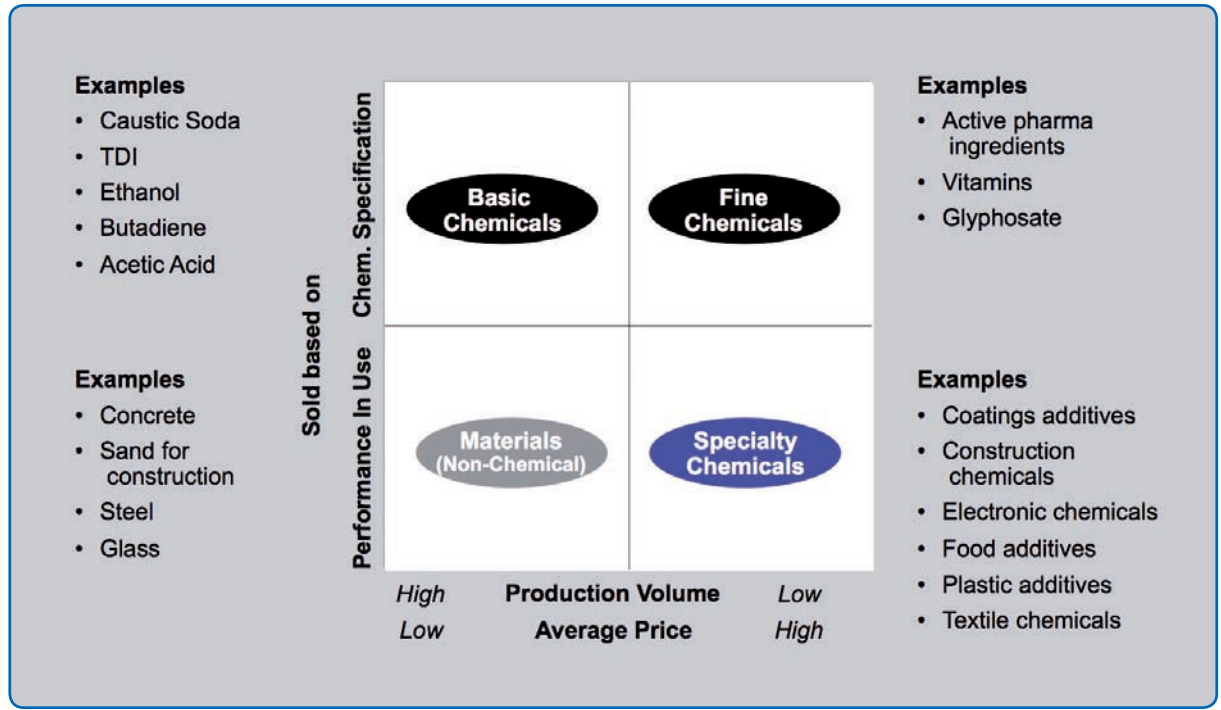 Examples
• Caustic Soda
• TDI
• Ethanol
• Butadiene
• Acetic Acid
Examples
• Concrete
• Sand for
construction
• Steel
• Glass
Sold based on
Chem. Specification
Performance In Use
Basic
Chemicals
Fine
Chemicals
Materials
(Non-Chemical)
Specialty
Chemicals
High Production Volume Low
Low Average Price High
Examples
• Active pharma
ingredients
• Vitamins
• Glyphosate
Examples
• Coatings additives
• Construction
chemicals
• Electronic chemicals
• Food additives
• Plastic additives
• Textile chemicals